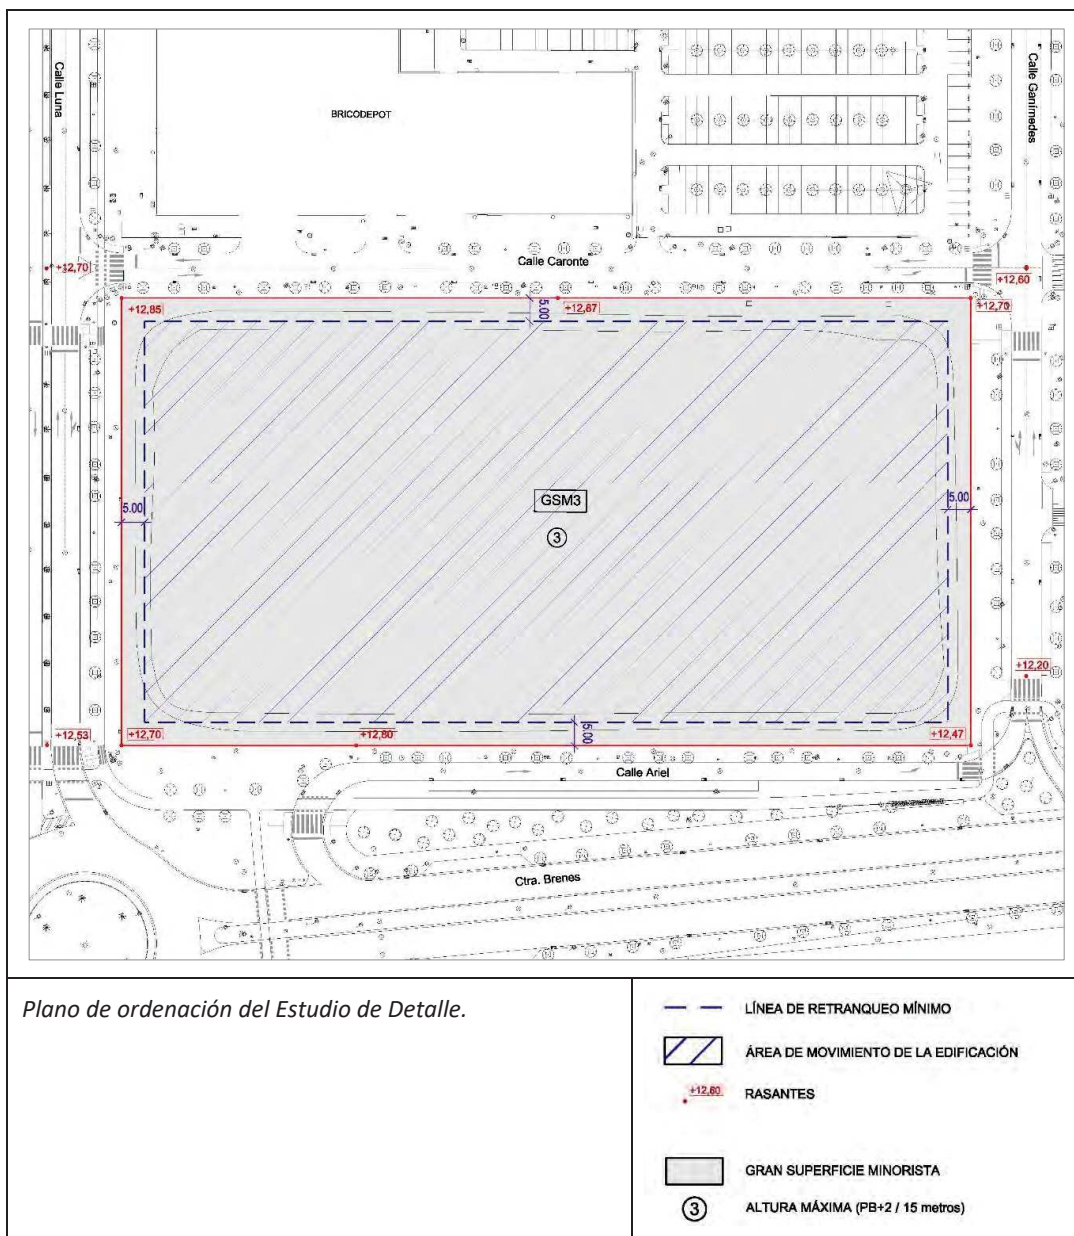 Calle Luna
BRICODEPOT
Calle Ganímedes
Calle Caronte
+12,70
+12,60
+12,85
5.00
+12,87
+12,70
GSM3
5.00
5.00
3
+12,20
+12,53
+12,70
+12,80
5.00
+12,47
Calle Ariel
Ctra. Brenes
Plano de ordenación del Estudio de Detalle.
LÍNEA DE RETRANQUEO MÍNIMO
ÁREA DE MOVIMIENTO DE LA EDIFICACIÓN
+12,60 RASANTES
GRAN SUPERFICIE MINORISTA
3 ALTURA MÁXIMA (PB+2 / 15 metros)